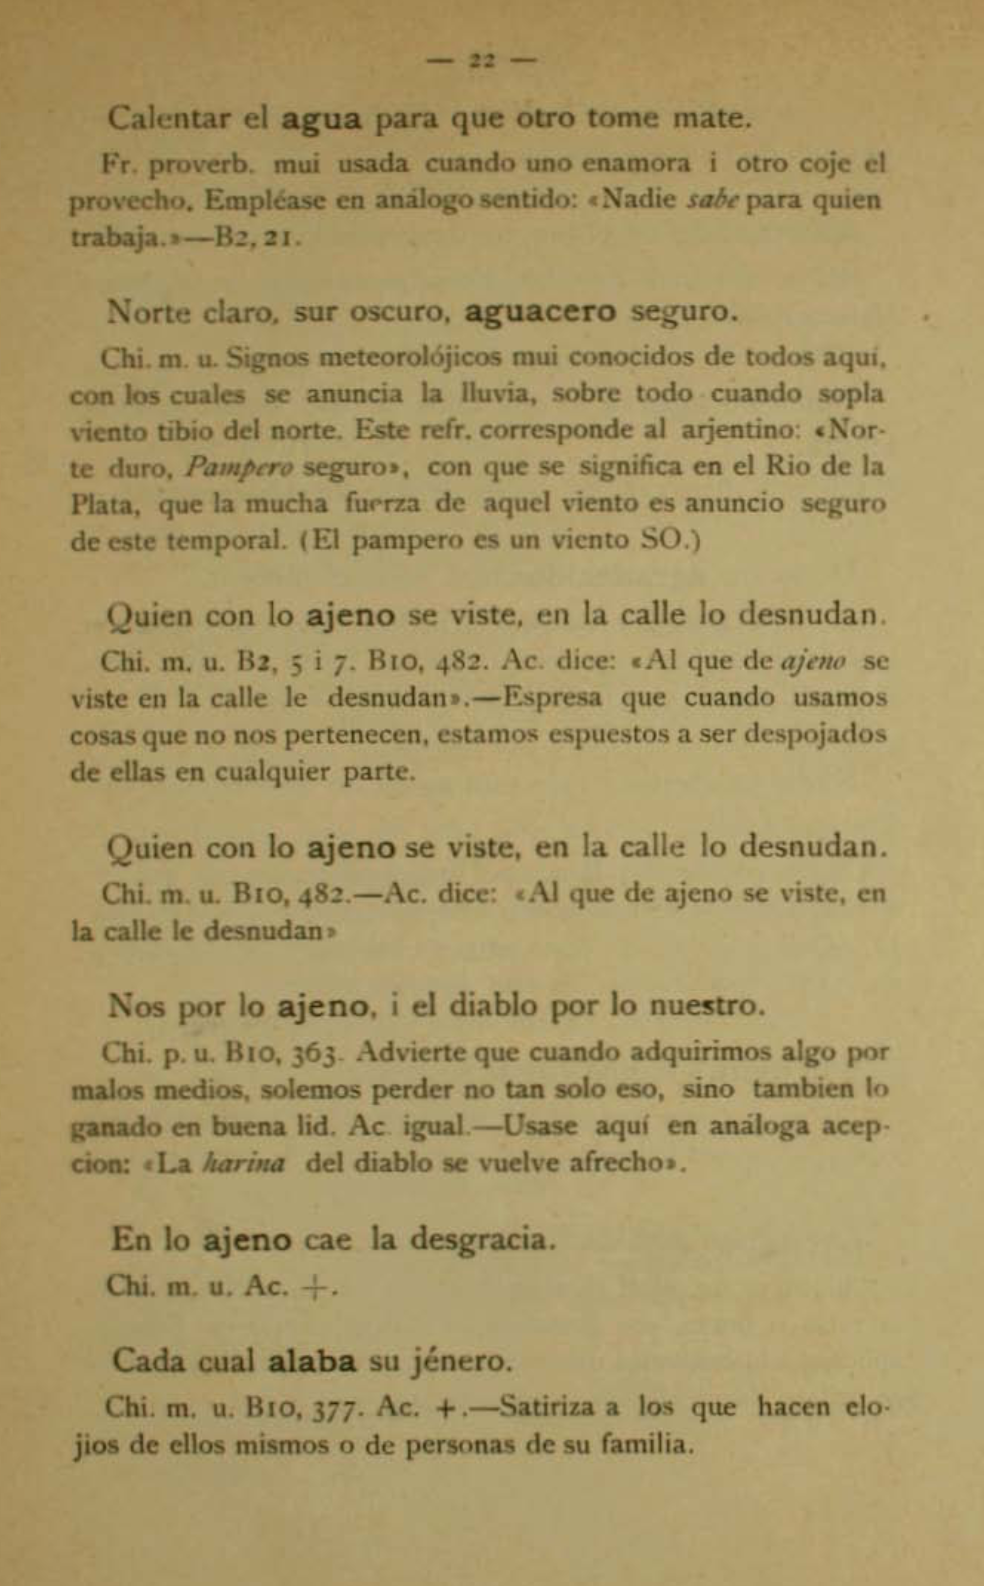 — 22 —
Calentar el agua para que otro tome mate.
Fr. proverb. mui usada cuando uno enamora i otro coje el
provecho. Empléase en análogo sentido: «Nadie sabe para quien
trabaja.»—B2, 21.
Norte claro, sur oscuro, aguacero seguro.
Chi. m. u. Signos meteorolójicos mui conocidos de todos aquí,
con los cuales se anuncia la lluvia, sobre todo cuando sopla
viento tibio del norte. Este refr. corresponde al arjentino: «Nor-
te duro, Pampero seguro», con que se significa en el Rio de la
Plata, que la mucha fuerza de aquel viento es anuncio seguro
de este temporal. (El pampero es un viento SO.)
Quien con lo ajeno se viste, en la calle lo desnudan.
Chi. m. u. B2, 5 i 7. B10, 482. Ac. dice: «Al que de ajeno se
viste en la calle le desnudan».—Espresa que cuando usamos
cosas que no nos pertenecen, estamos espuestos a ser despojados
de ellas en cualquier parte.
Quien con lo ajeno se viste, en la calle lo desnudan.
Chi. m. u. B10, 482.—Ac. dice: «Al que de ajeno se viste, en
la calle le desnudan»
Nos por lo ajeno, i el diablo por lo nuestro.
Chi. p. u. B10, 363. Advierte que cuando adquirimos algo por
malos medios, solemos perder no tan solo eso, sino tambien lo
ganado en buena lid. Ac. igual.—Usase aquí en análoga acep-
cion: «La harina del diablo se vuelve afrecho».
En lo ajeno cae la desgracia.
Chi. m. u. Ac. +.
Cada cual alaba su jénero.
Chi. m. u. B10, 377. Ac. +.—Satiriza a los que hacen elo-
jios de ellos mismos o de personas de su familia.